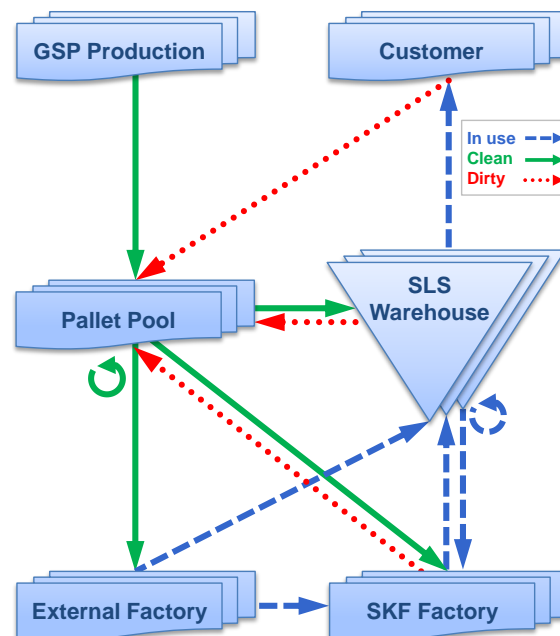 GSP Production
Customer
In use
Clean
Dirty
SLS
Warehouse
Pallet Pool
External Factory
SKF Factory